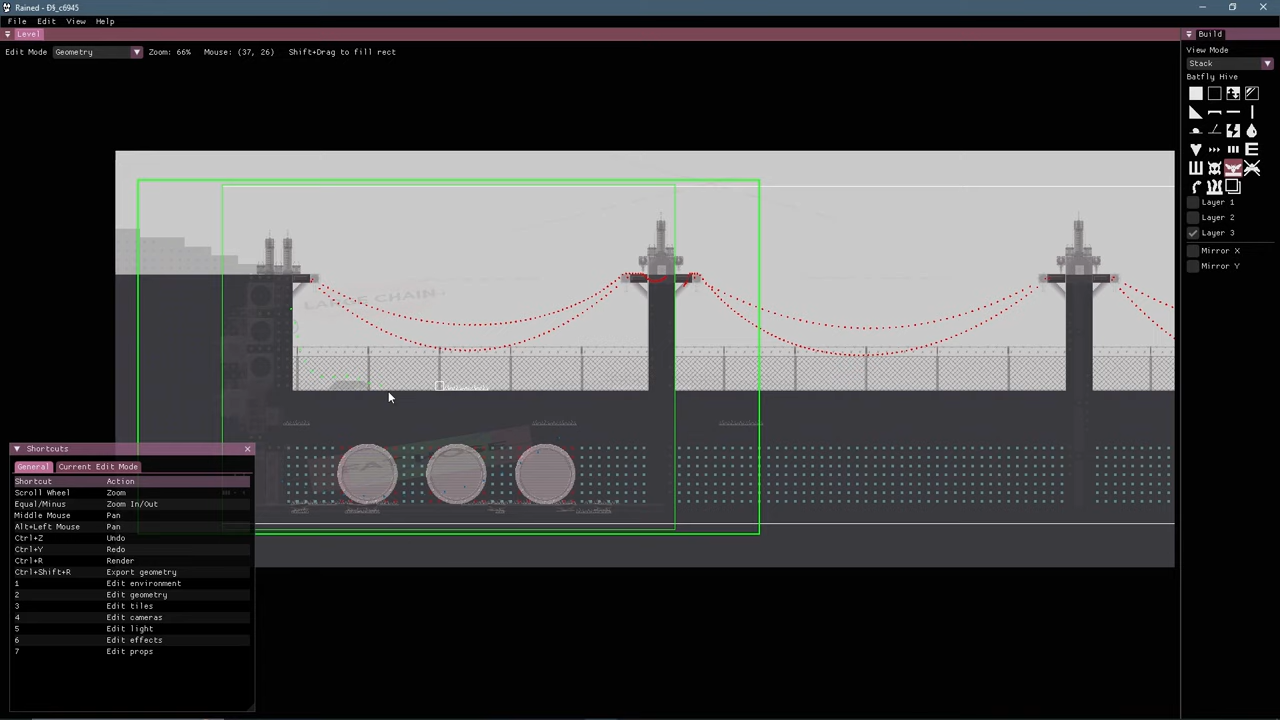 Rained - Đ§_c6945
File Edit View Help
Level
Build
Edit Mode Geometry Zoom: 66% Mouse: (37, 26) Shift+Drag to fill rect
View Mode
Stack
Batfly Hive
Layer 1
Layer 2
Layer 3
Mirror X
Mirror Y
LARGE CHAIN
Shortcuts
General Current Edit Mode
Shortcut Action
Scroll Wheel Zoom
Equal/Minus Zoom In/Out
Middle Mouse Pan
Alt+Left Mouse Pan
Ctrl+Z Undo
Ctrl+Y Redo
Ctrl+R Render
Ctrl+Shift+R Export geometry
1 Edit environment
2 Edit geometry
3 Edit tiles
4 Edit cameras
5 Edit light
6 Edit effects
7 Edit props